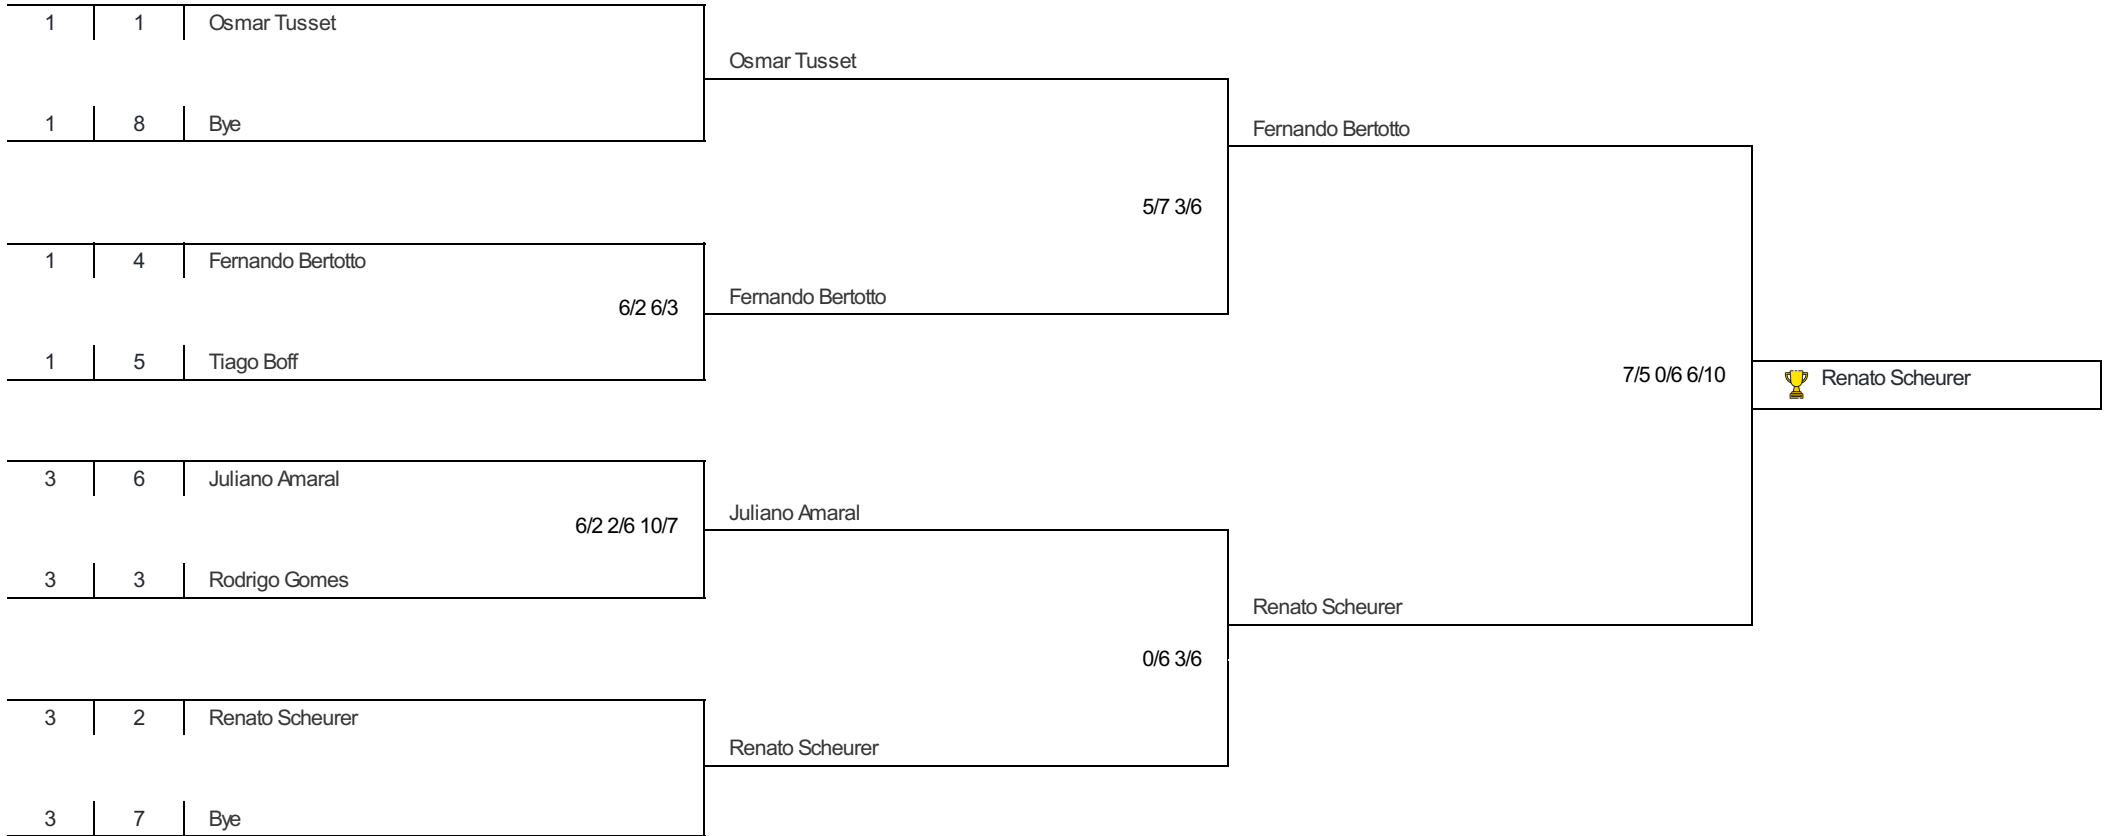 1 1 Osmar Tusset
Osmar Tusset
1 8 Bye
Fernando Bertotto
5/7 3/6
1 4 Fernando Bertotto
Fernando Bertotto
6/2 6/3
1 5 Tiago Boff
7/5 0/6 6/10
Renato Scheurer
3 6 Juliano Amaral
Juliano Amaral
6/2 2/6 10/7
3 3 Rodrigo Gomes
Renato Scheurer
0/6 3/6
3 2 Renato Scheurer
Renato Scheurer
3 7 Bye